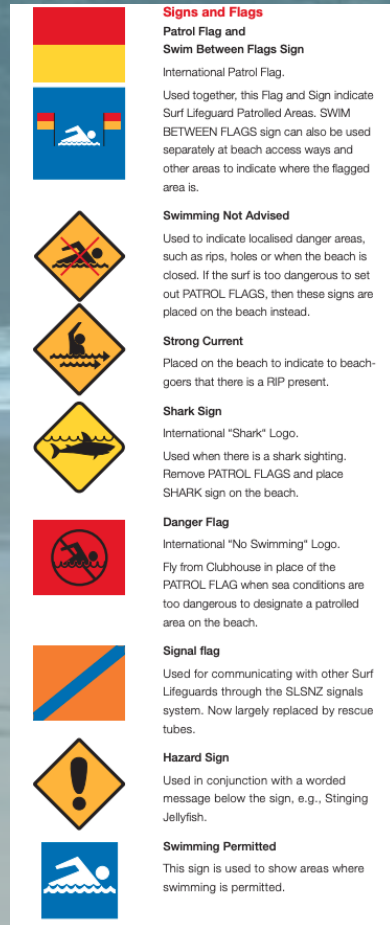 Signs and Flags
Patrol Flag and
Swim Between Flags Sign
International Patrol Flag.
Used together, this Flag and Sign indicate
Surf Lifeguard Patrolled Areas. SWIM
BETWEEN FLAGS sign can also be used
separately at beach access ways and
other areas to indicate where the flagged
area is.
Swimming Not Advised
Used to indicate localised danger areas,
such as rips, holes or when the beach is
closed. If the surf is too dangerous to set
out PATROL FLAGS, then these signs are
placed on the beach instead.
Strong Current
Placed on the beach to indicate to beach-
goers that there is a RIP present.
Shark Sign
International "Shark" Logo.
Used when there is a shark sighting.
Remove PATROL FLAGS and place
SHARK sign on the beach.
Danger Flag
International "No Swimming" Logo.
Fly from Clubhouse in place of the
PATROL FLAG when sea conditions are
too dangerous to designate a patrolled
area on the beach.
Signal flag
Used for communicating with other Surf
Lifeguards through the SLSNZ signals
system. Now largely replaced by rescue
tubes.
Hazard Sign
Used in conjunction with a worded
message below the sign, e.g., Stinging
Jellyfish.
Swimming Permitted
This sign is used to show areas where
swimming is permitted.